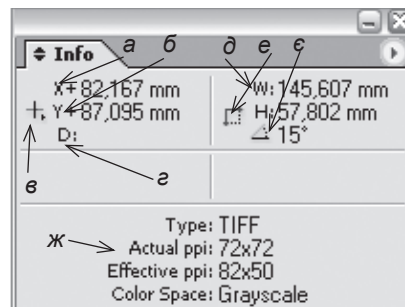 а б д е є
Info
X+ 82,167 mm W: 145,607 mm
Y+ 87,095 mm H: 57,802 mm
D: 15°
в г
Type: TIFF
ж Actual ppi: 72x72
Effective ppi: 82x50
Color Space: Grayscale